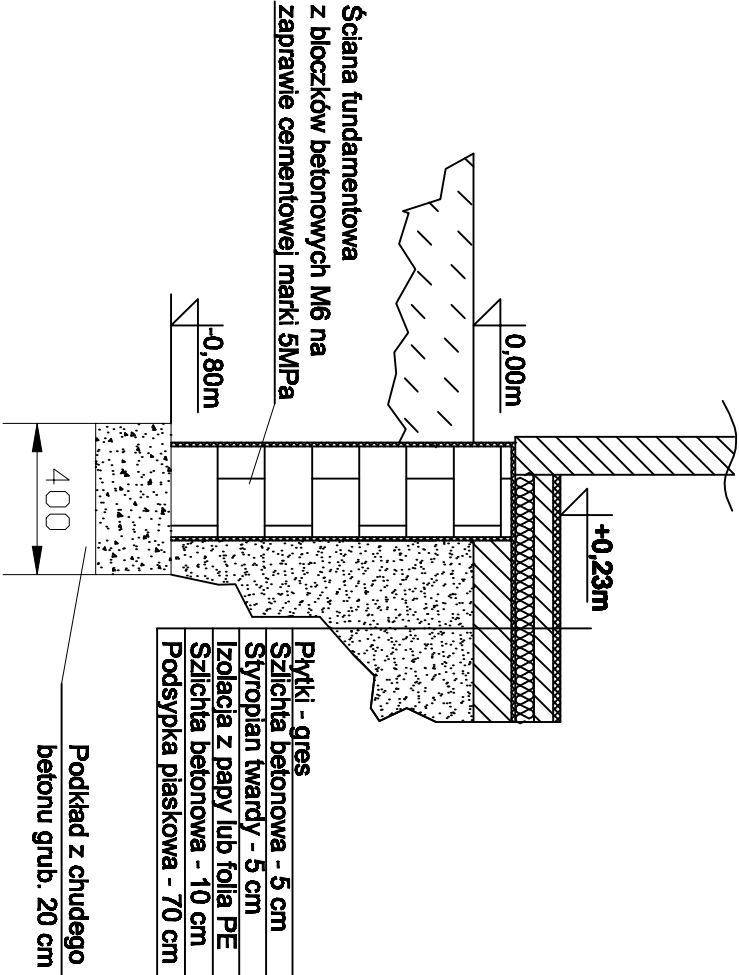 Ściana fundamentowa
z bloczków betonowych M6 na
zaprawie cementowej marki 5MPa
0,00m
-0,80m
+0,23m
400
Płytki - gres
Szlichta betonowa - 5 cm
Styropian twardy - 5 cm
Izolacja z papy lub folia PE
Szlichta betonowa - 10 cm
Podsypka piaskowa - 70 cm
Podkład z chudego
betonu grub. 20 cm